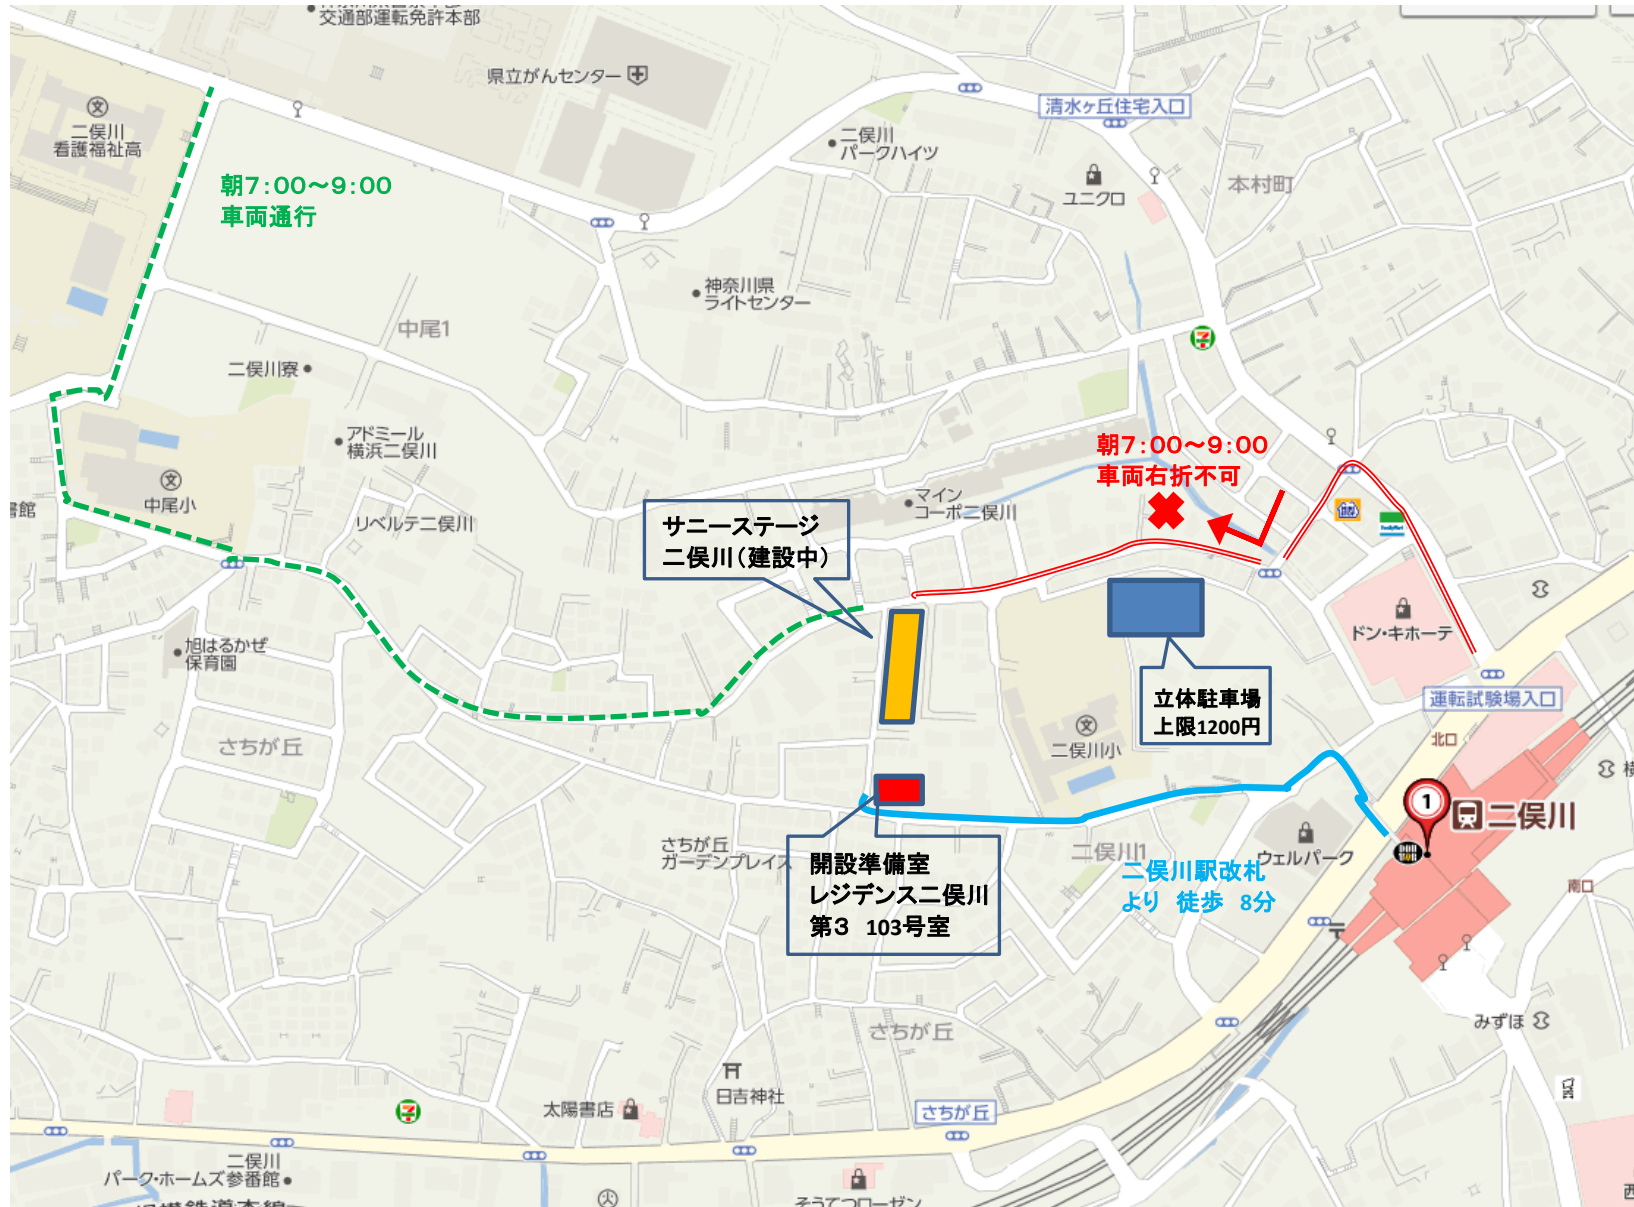 交通部運転免許本部
県立がんセンター
清水ヶ丘住宅入口
二俣川
看護福祉高
二俣川
パークハイツ
朝7:00～9:00
車両通行
ユニクロ
本村町
神奈川県
ライトセンター
中尾1
二俣川寮
アドミール
横浜二俣川
朝7:00～9:00
車両右折不可
中尾小
リベルテ二俣川
マイン
コーポ二俣川
サニーステージ
二俣川（建設中）
FamilyMart
ドン・キホーテ
旭はるかぜ
保育園
立体駐車場
上限1200円
運転試験場入口
さちが丘
二俣川小
北口
1
二俣川
さちが丘
ガーデンプレイス
二俣川1
ウェルパーク
開設準備室
レジデンス二俣川
第3 103号室
二俣川駅改札
より 徒歩 8分
南口
さちが丘
みずほ
日吉神社
太陽書店
さちが丘
二俣川
パーク・ホームズ参番館
そうてつローゼン